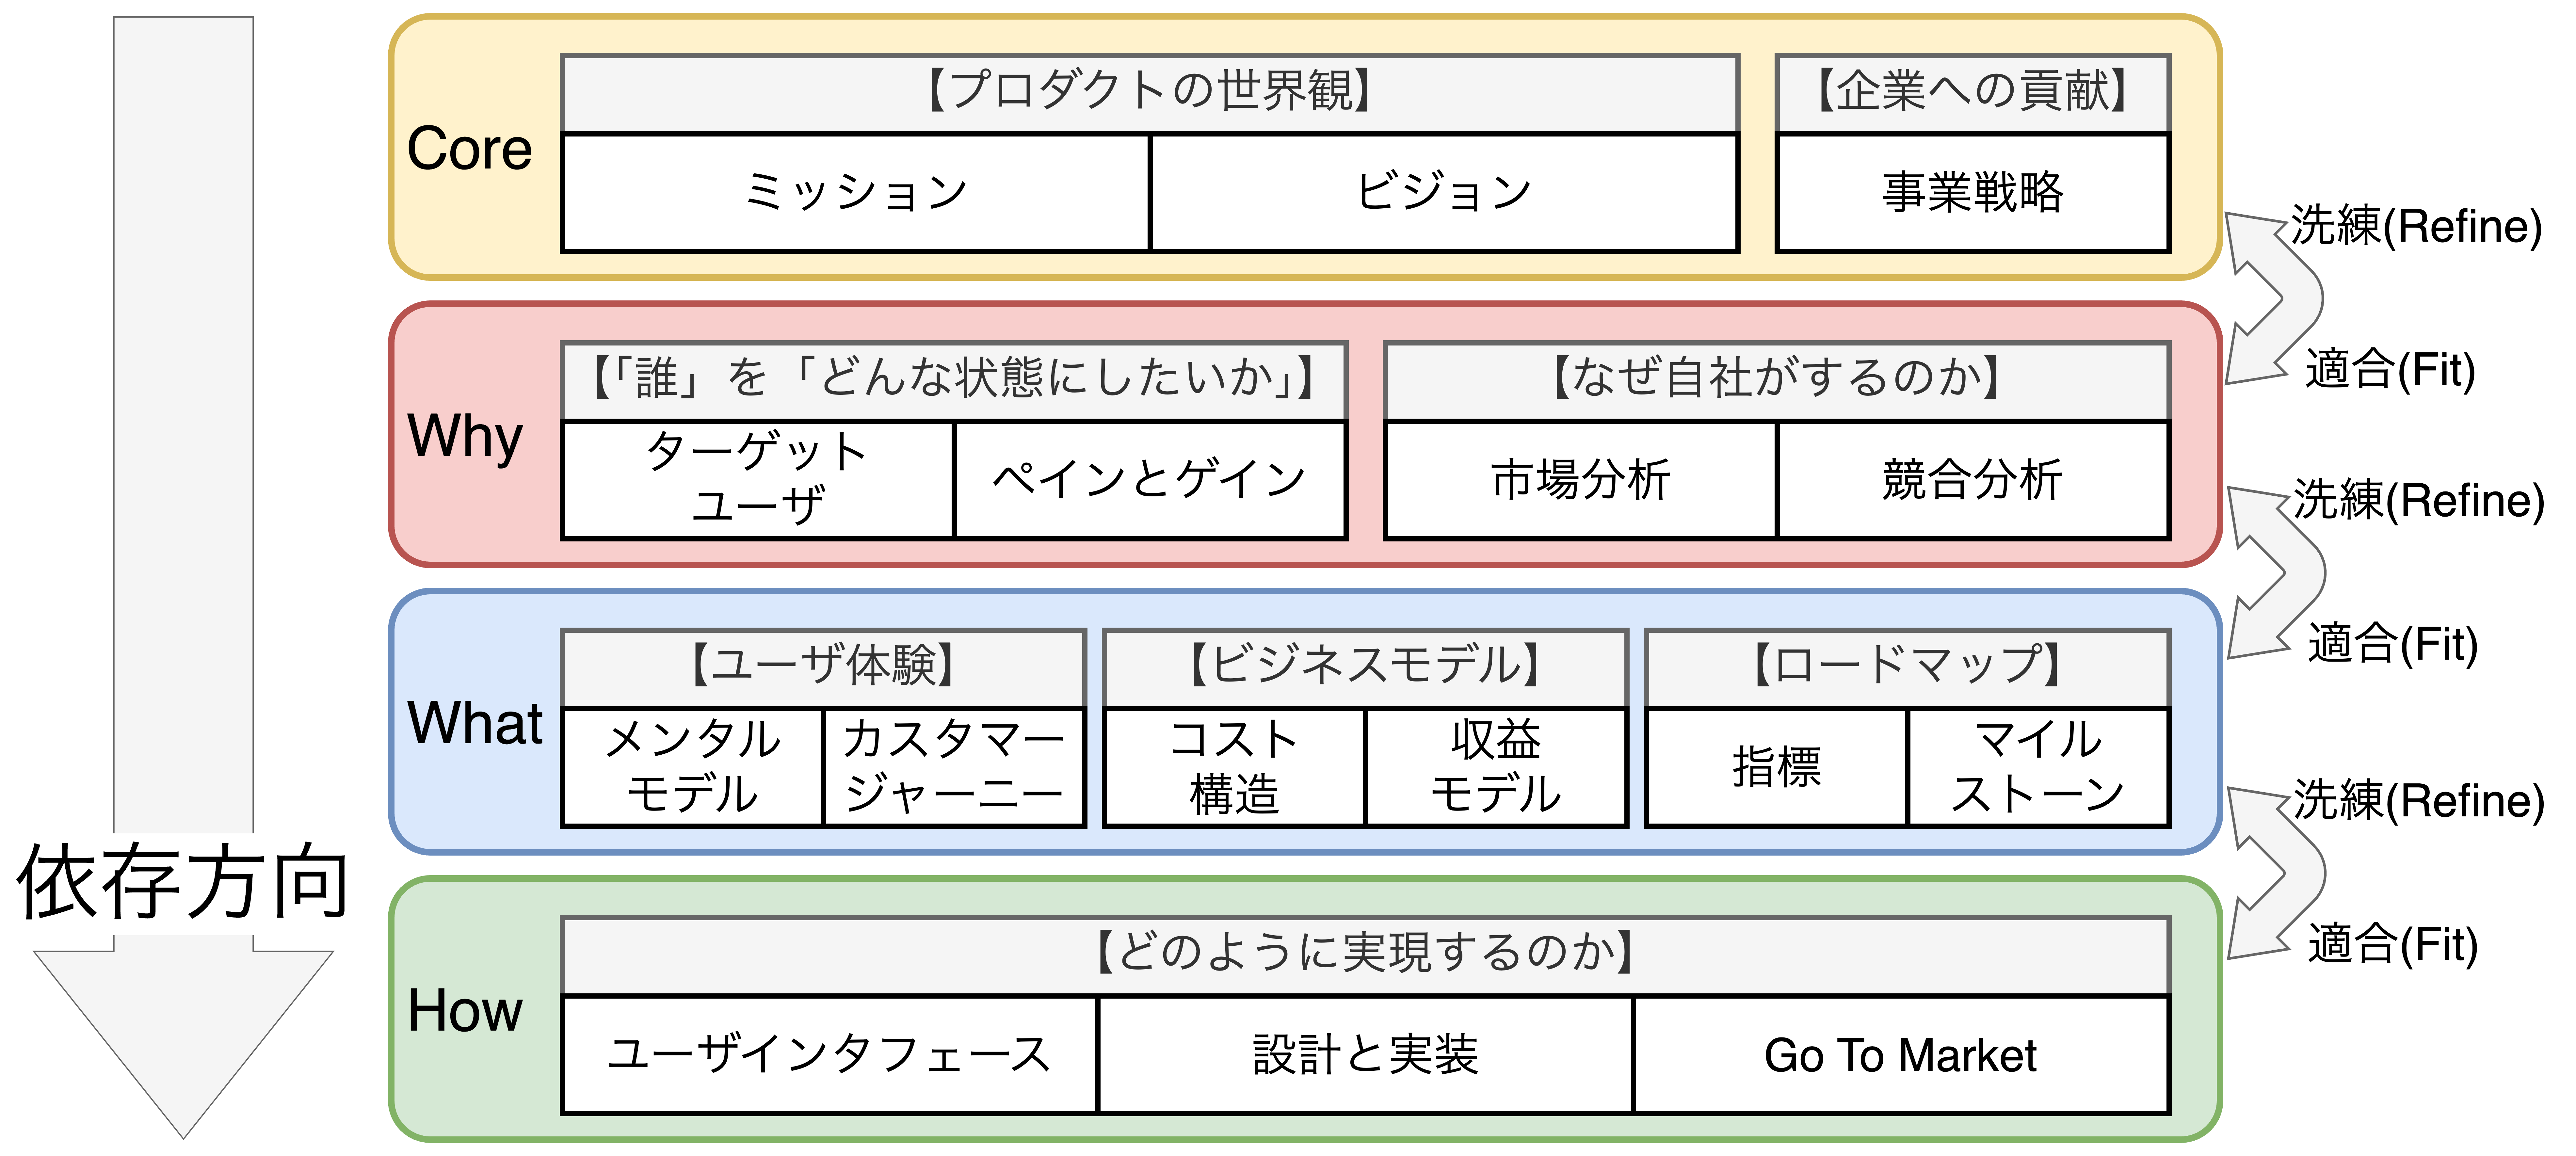 Core
【プロダクトの世界観】
ミッション
ビジョン
【企業への貢献】
事業戦略
洗練(Refine)
適合(Fit)
Why
【「誰」を「どんな状態にしたいか」】
ターゲット
ユーザ
ペインとゲイン
【なぜ自社がするのか】
市場分析
競合分析
洗練(Refine)
適合(Fit)
What
【ユーザ体験】
メンタル
モデル
カスタマー
ジャーニー
【ビジネスモデル】
コスト
構造
収益
モデル
【ロードマップ】
指標
マイル
ストーン
洗練(Refine)
適合(Fit)
How
【どのように実現するのか】
ユーザインタフェース
設計と実装
Go To Market
依存方向